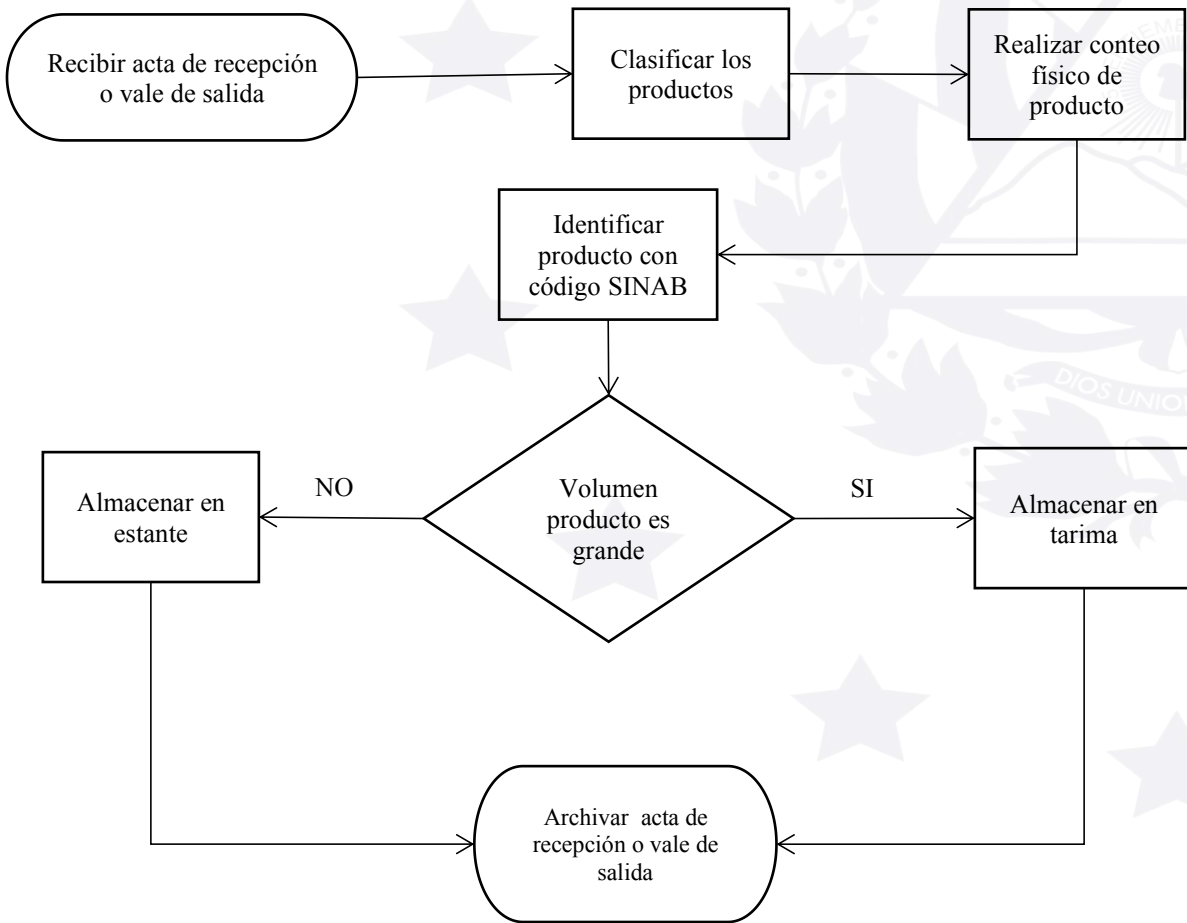 Recibir acta de recepción
o vale de salida
Clasificar los
productos
Realizar conteo
físico de
producto
Identificar
producto con
código SINAB
Volumen
producto es
grande
NO
SI
Almacenar en
estante
Almacenar en
tarima
Archivar acta de
recepción o vale de
salida
DIOS UNIO